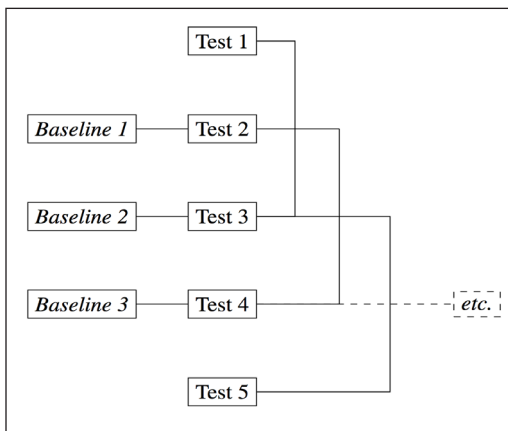 Test 1
Baseline 1 Test 2
Baseline 2 Test 3
Baseline 3 Test 4 etc.
Test 5